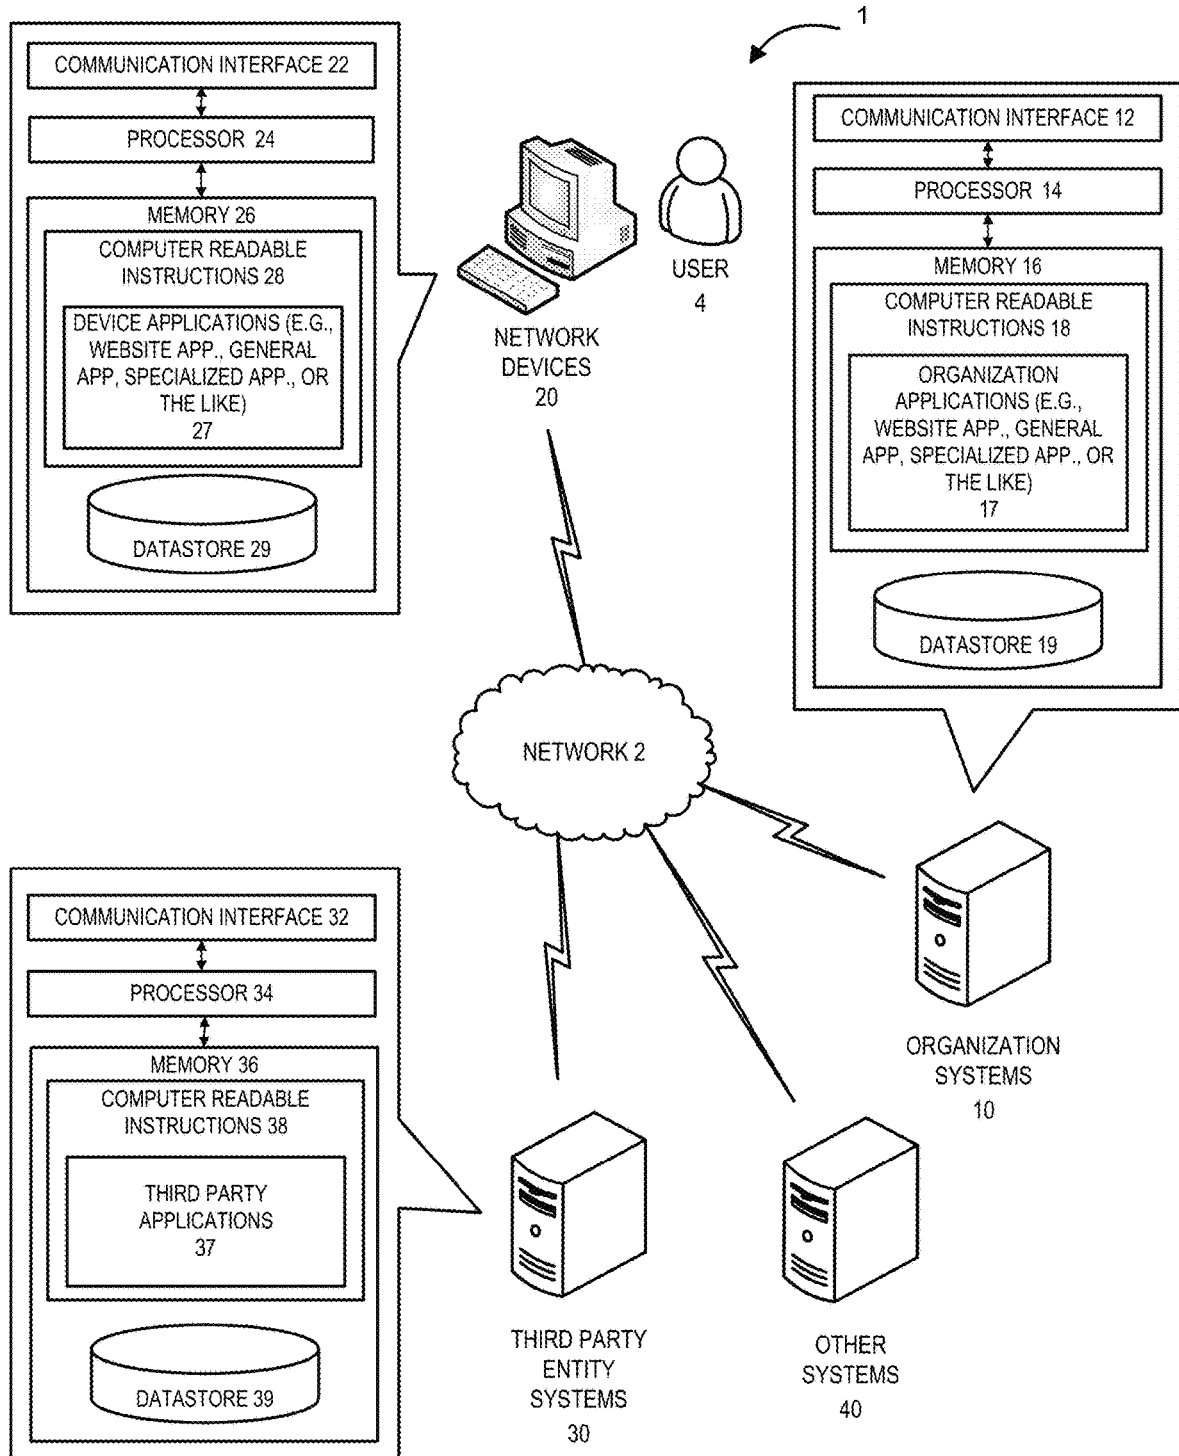 1
COMMUNICATION INTERFACE 22
PROCESSOR 24
MEMORY 26
COMPUTER READABLE
INSTRUCTIONS 28
DEVICE APPLICATIONS (E.G.,
WEBSITE APP., GENERAL
APP, SPECIALIZED APP., OR
THE LIKE)
27
DATASTORE 29
NETWORK
DEVICES
20
USER
4
COMMUNICATION INTERFACE 12
PROCESSOR 14
MEMORY 16
COMPUTER READABLE
INSTRUCTIONS 18
ORGANIZATION
APPLICATIONS (E.G.,
WEBSITE APP., GENERAL
APP, SPECIALIZED APP., OR
THE LIKE)
17
DATASTORE 19
NETWORK 2
COMMUNICATION INTERFACE 32
PROCESSOR 34
MEMORY 36
COMPUTER READABLE
INSTRUCTIONS 38
THIRD PARTY
APPLICATIONS
37
DATASTORE 39
ORGANIZATION
SYSTEMS
10
THIRD PARTY
ENTITY
SYSTEMS
30
OTHER
SYSTEMS
40